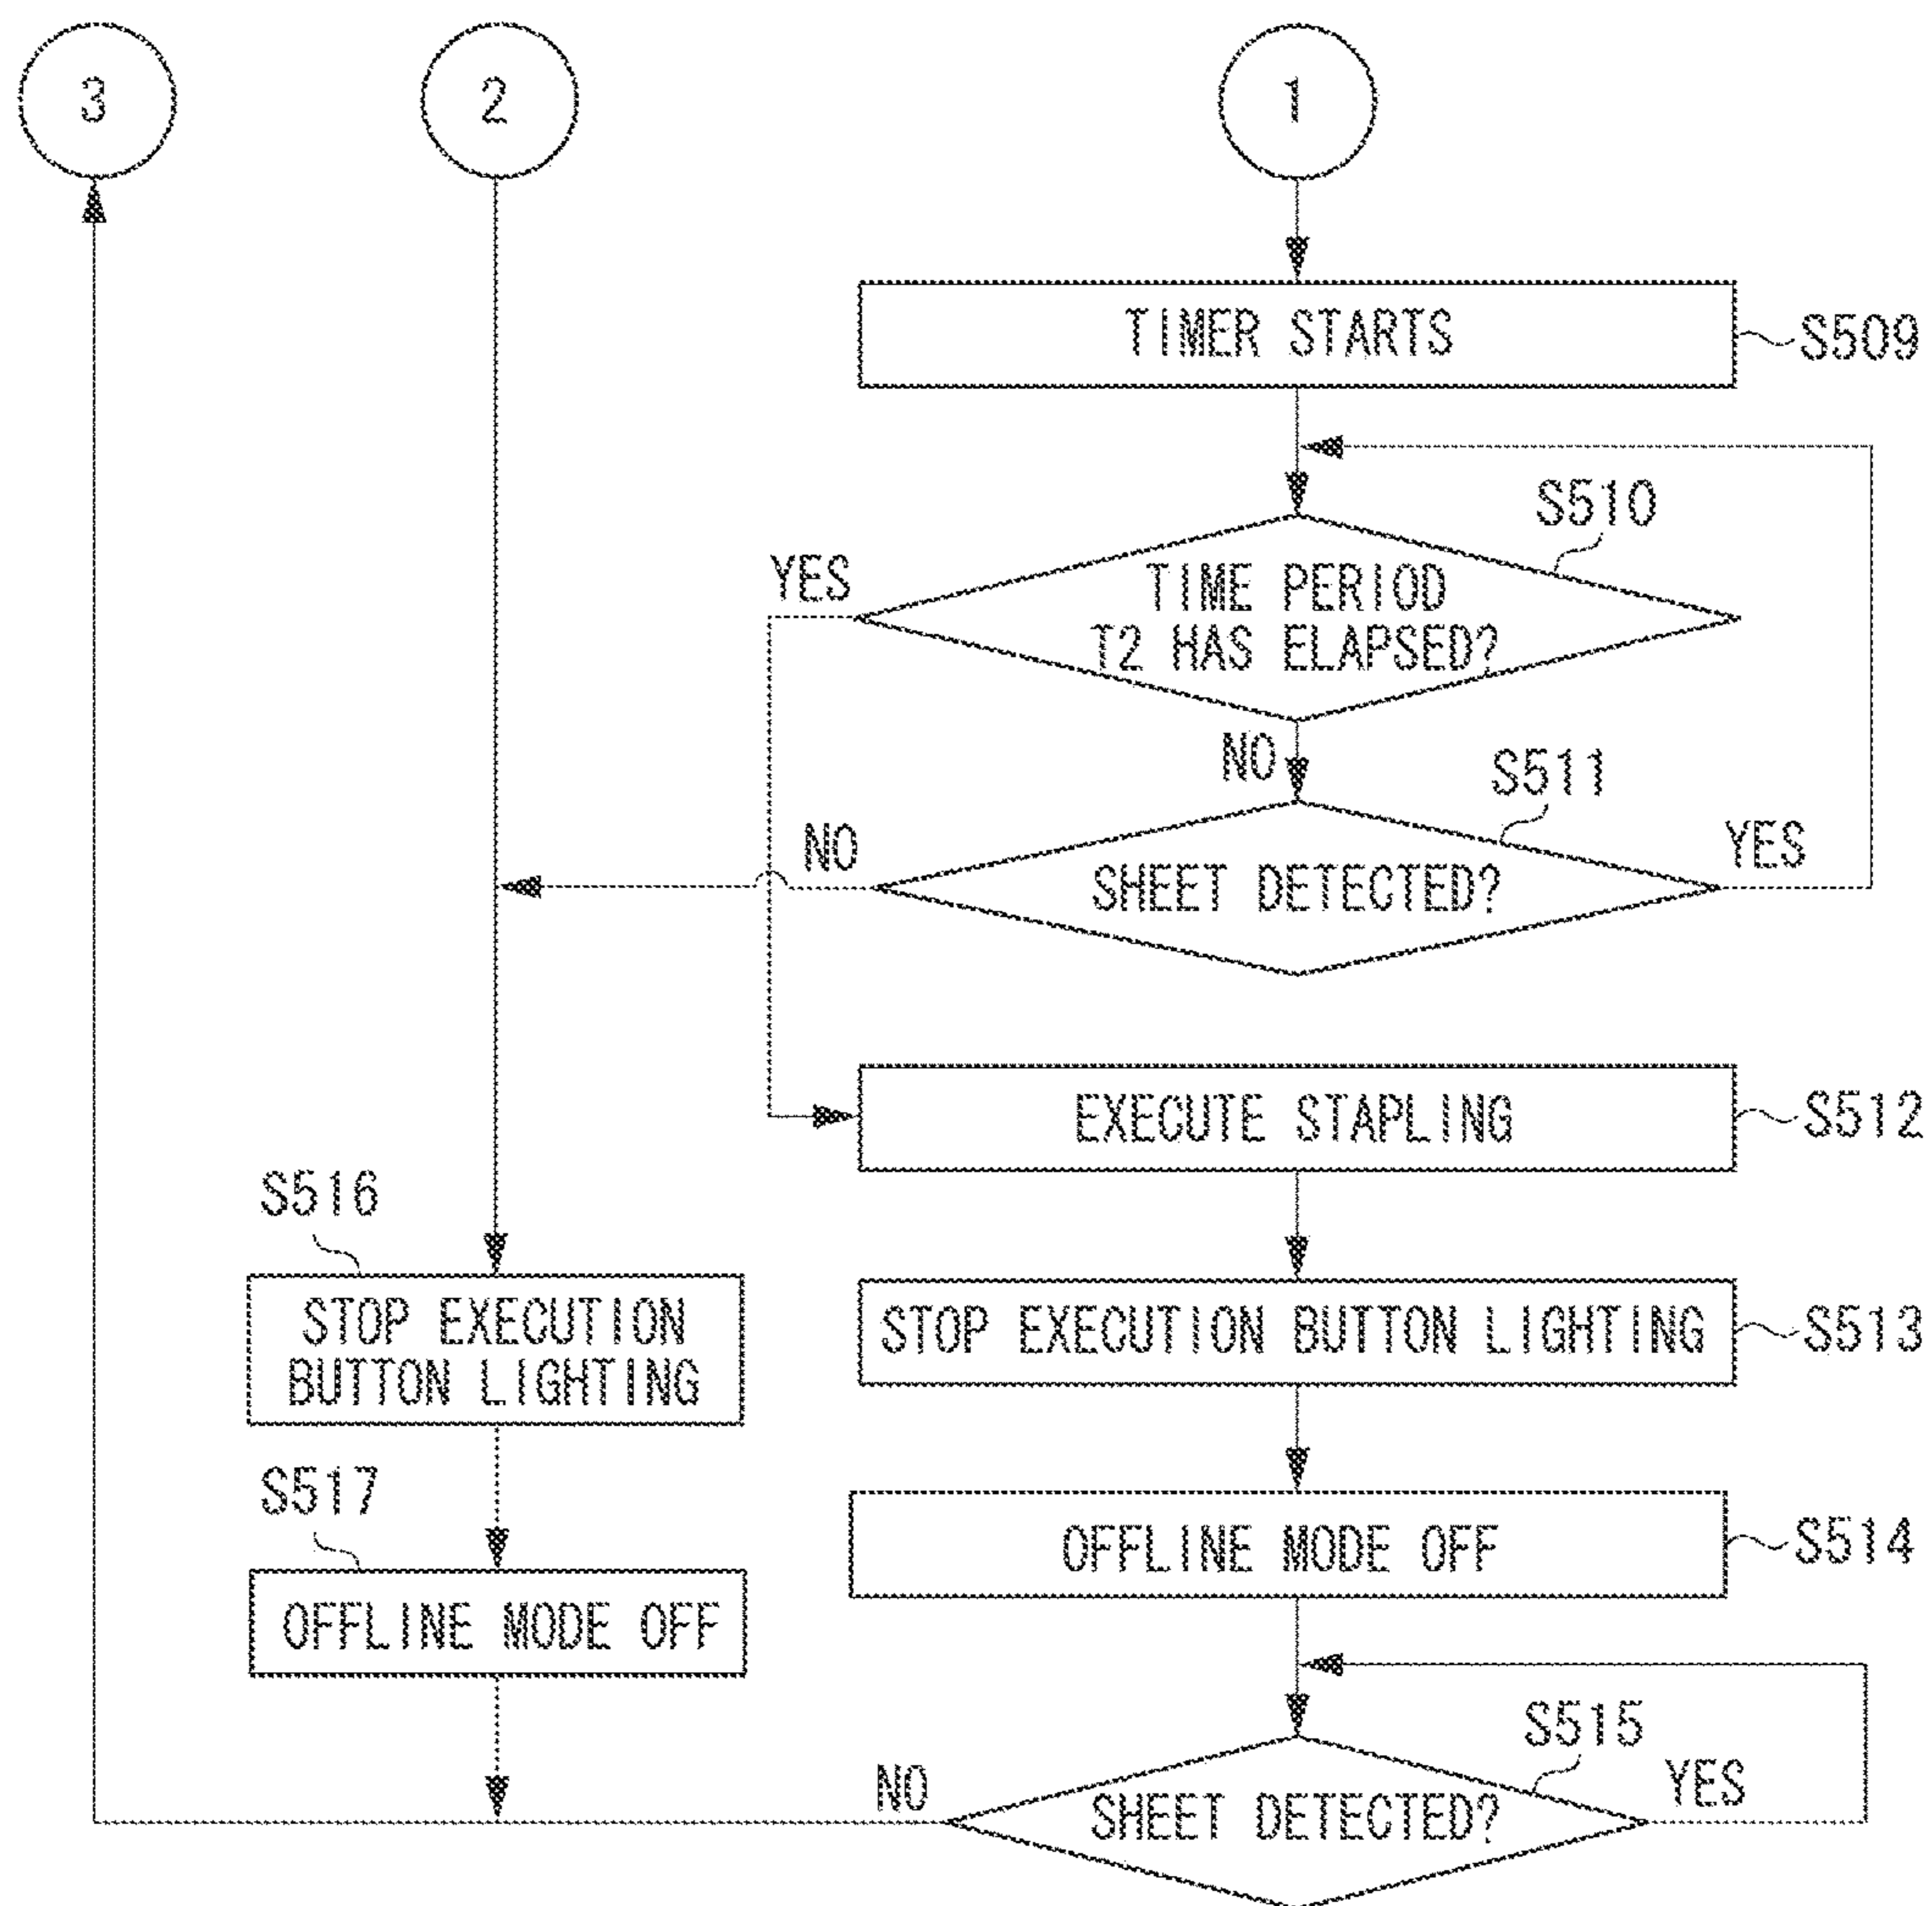 3
2
1
TIMER STARTS
S509
S510
YES
TIME PERIOD
T2 HAS ELAPSED?
NO
S511
NO
SHEET DETECTED?
YES
EXECUTE STAPLING
S512
S516
STOP EXECUTION
BUTTON LIGHTING
STOP EXECUTION BUTTON LIGHTING
S513
S517
OFFLINE MODE OFF
OFFLINE MODE OFF
S514
S515
NO
SHEET DETECTED?
YES